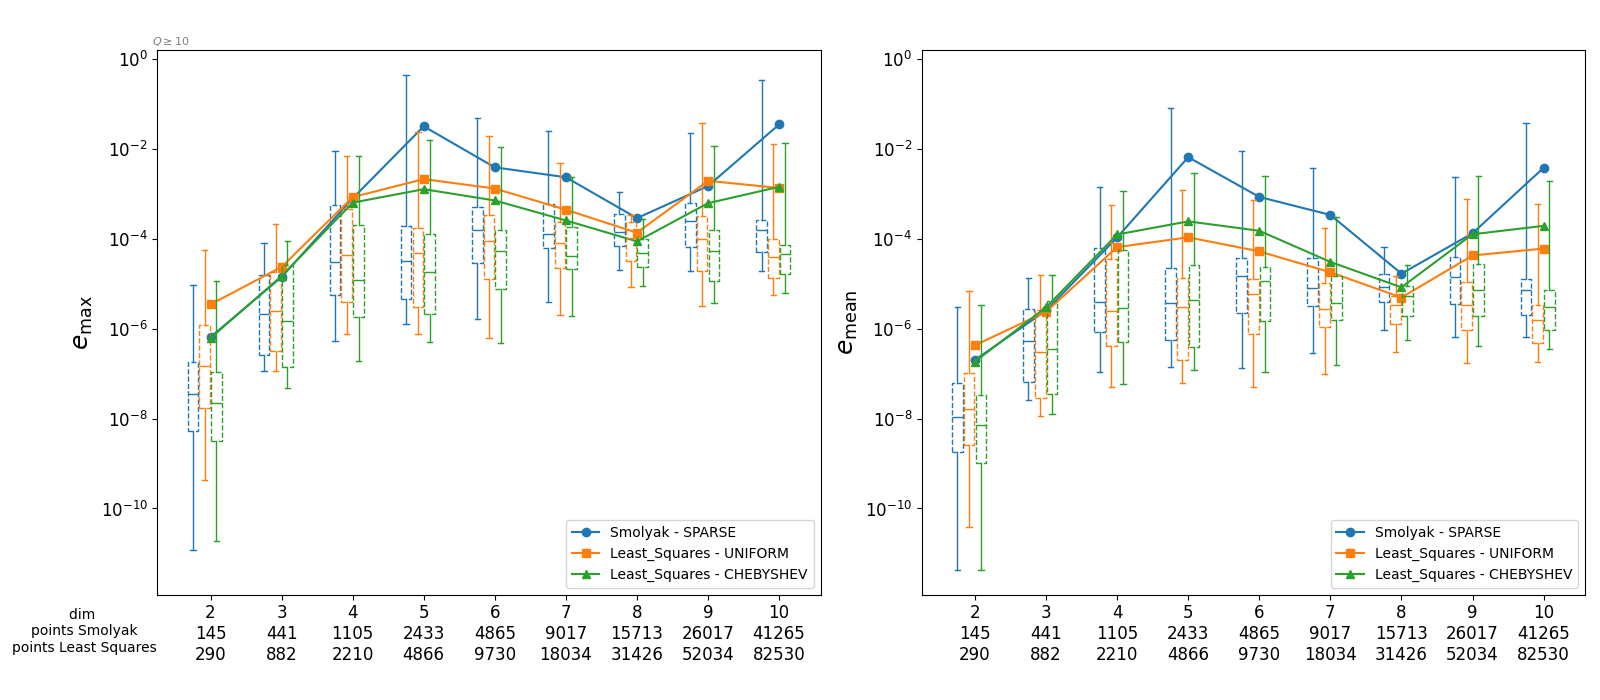 Q ≥ 10
10⁰
10⁻²
10⁻⁴
10⁻⁶
10⁻⁸
10⁻¹⁰
e_max
Smolyak - SPARSE
Least_Squares - UNIFORM
Least_Squares - CHEBYSHEV
dim 2 3 4 5 6 7 8 9 10
points Smolyak 145 441 1105 2433 4865 9017 15713 26017 41265
points Least Squares 290 882 2210 4866 9730 18034 31426 52034 82530
10⁰
10⁻²
10⁻⁴
10⁻⁶
10⁻⁸
10⁻¹⁰
e_mean
Smolyak - SPARSE
Least_Squares - UNIFORM
Least_Squares - CHEBYSHEV
2 3 4 5 6 7 8 9 10
145 441 1105 2433 4865 9017 15713 26017 41265
290 882 2210 4866 9730 18034 31426 52034 82530